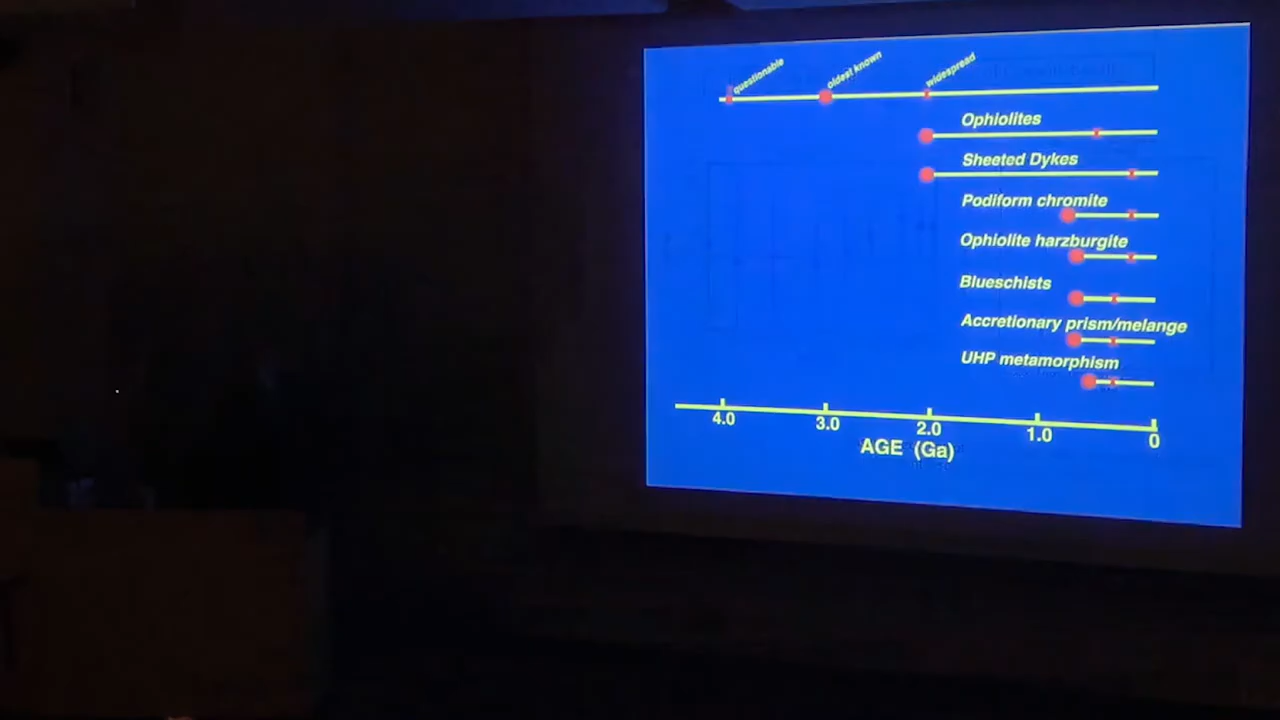 questionable
oldest known
widespread
Ophiolites
Sheeted Dykes
Podiform chromite
Ophiolite harzburgite
Blueschists
Accretionary prism/melange
UHP metamorphism
4.0
3.0
2.0
1.0
0
AGE (Ga)